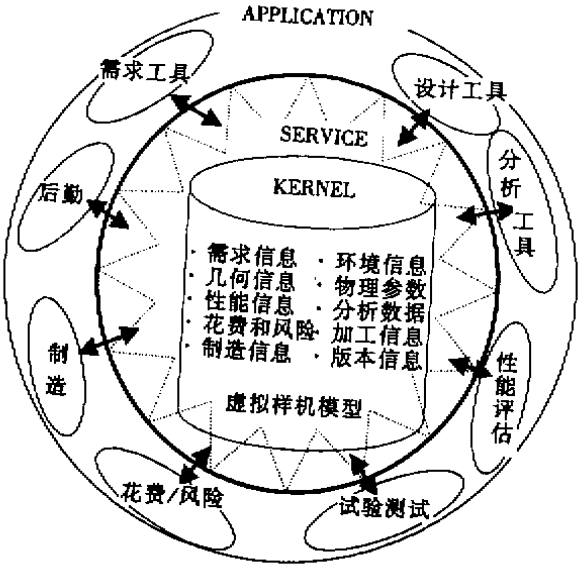 APPLICATION
需求工具
设计工具
SERVICE
分析工具
后勤
KERNEL
· 需求信息 · 环境信息
· 几何信息 · 物理参数
· 性能信息 · 分析数据
· 花费和风险 · 加工信息
· 制造信息 · 版本信息
制造
性能评估
虚拟样机模型
花费/风险
试验测试